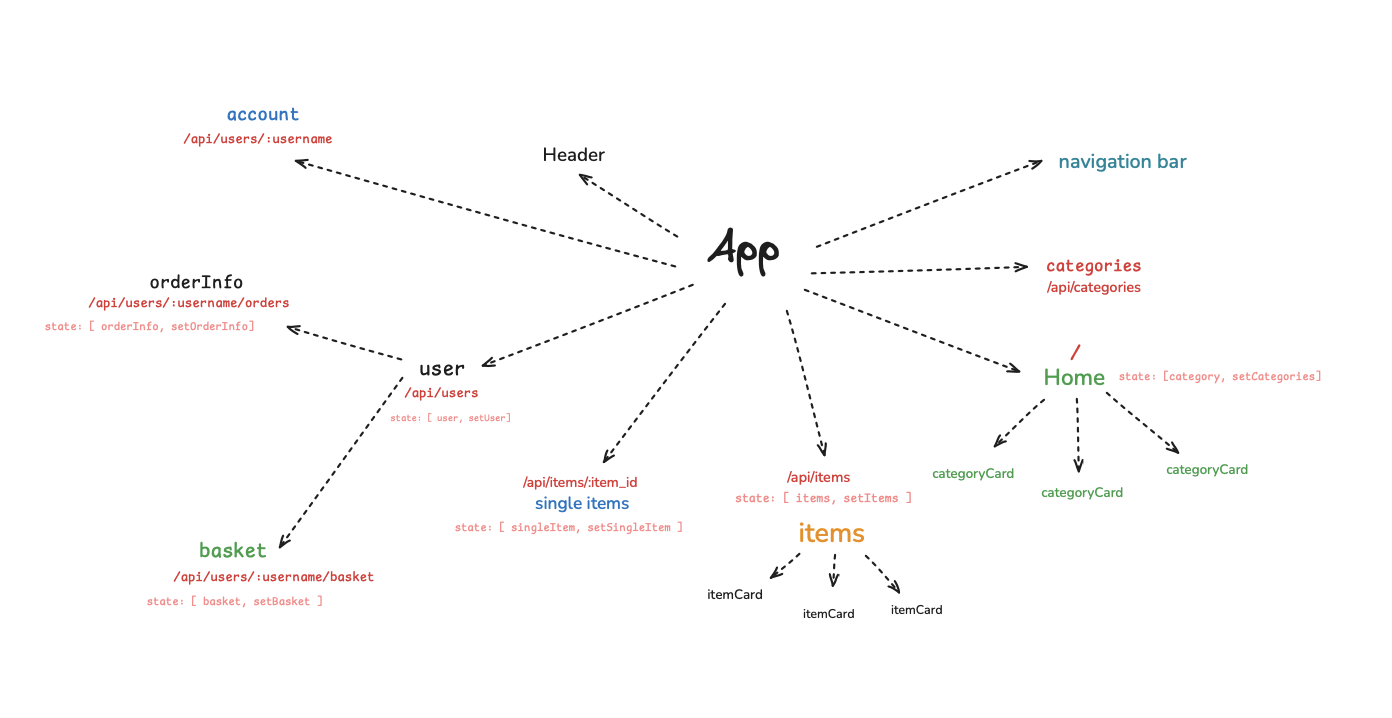 account
/api/users/:username
Header
navigation bar
App
categories
/api/categories
orderInfo
/api/users/:username/orders
state: [ orderInfo, setOrderInfo]
user
/api/users
state: [ user, setUser]
/
Home
state: [category, setCategories]
categoryCard
categoryCard
categoryCard
/api/items/:item_id
single items
state: [ singleItem, setSingleItem ]
/api/items
state: [ items, setItems ]
items
itemCard
itemCard
itemCard
basket
/api/users/:username/basket
state: [ basket, setBasket ]